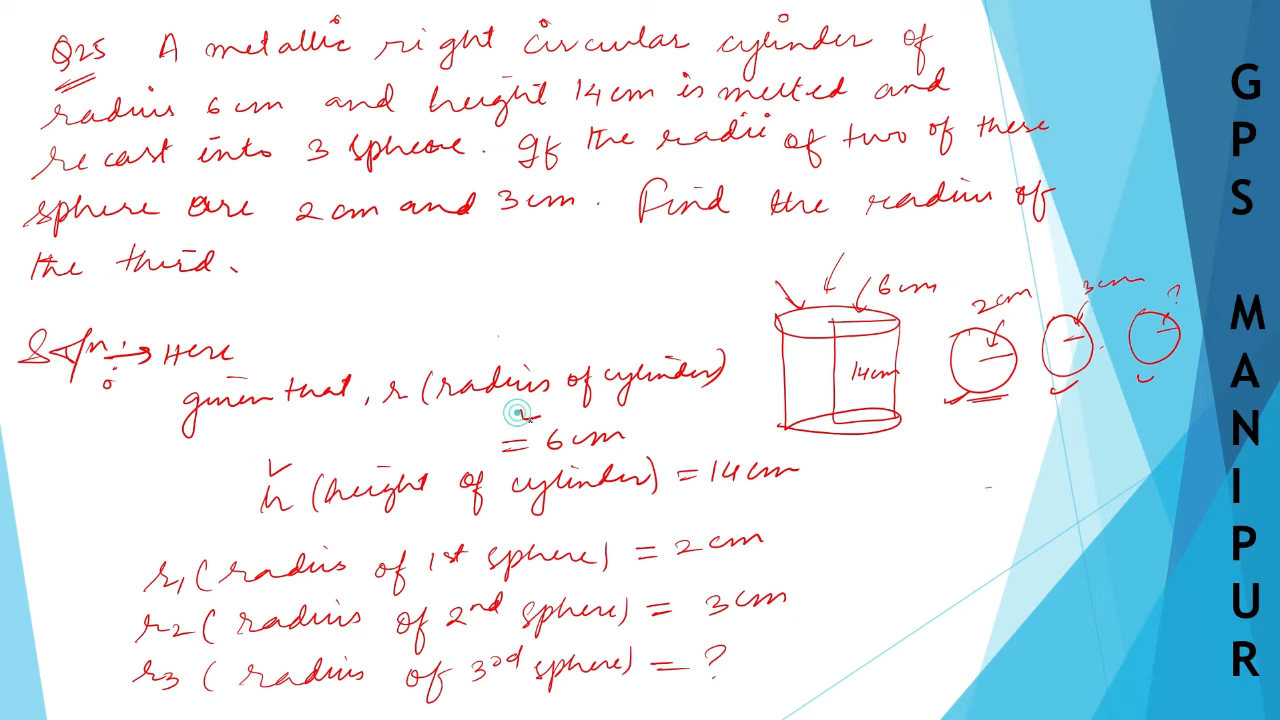 Q25 A metallic right circular cylinder of
radius 6 cm and height 14 cm is melted and
recast into 3 sphere. If the radii of two of these
sphere are 2 cm and 3 cm. Find the radius of
the third.
6 cm
2 cm
3 cm
?
14 cm
Sol/n: → Here
given that, r (radius of cylinder)
= 6 cm
h (height of cylinder) = 14 cm
r1 (radius of 1st sphere) = 2 cm
r2 (radius of 2nd sphere) = 3 cm
r3 (radius of 3rd sphere) = ?
GPS MANIPUR